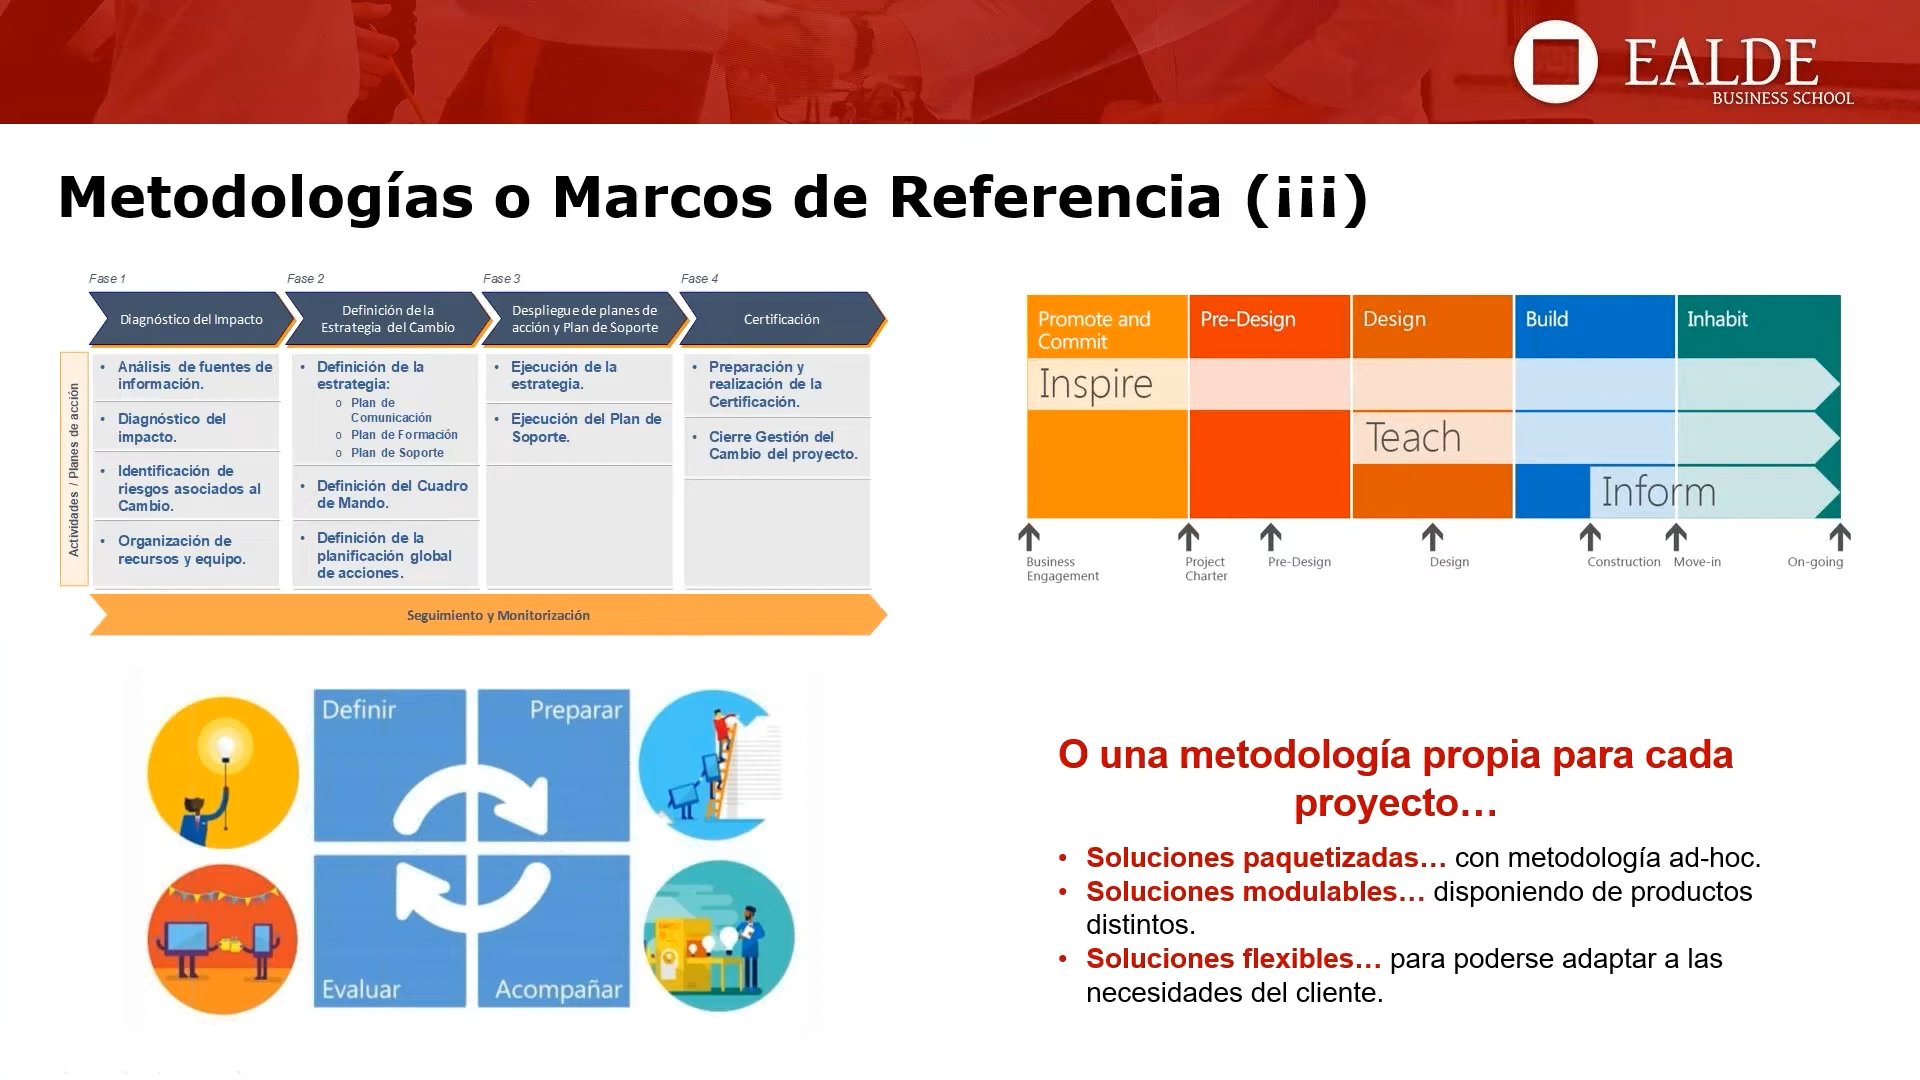 EALDE
BUSINESS SCHOOL
Metodologías o Marcos de Referencia (iii)
Fase 1
Fase 2
Fase 3
Fase 4
Diagnóstico del Impacto
Definición de la
Estrategia del Cambio
Despliegue de planes de
acción y Plan de Soporte
Certificación
Actividades / Planes de acción
• Análisis de fuentes de
información.
• Diagnóstico del
impacto.
• Identificación de
riesgos asociados al
Cambio.
• Organización de
recursos y equipo.
• Definición de la
estrategia:
o Plan de
Comunicación
o Plan de Formación
o Plan de Soporte
• Definición del Cuadro
de Mando.
• Definición de la
planificación global
de acciones.
• Ejecución de la
estrategia.
• Ejecución del Plan de
Soporte.
• Preparación y
realización de la
Certificación.
• Cierre Gestión del
Cambio del proyecto.
Seguimiento y Monitorización
Promote and
Commit
Pre-Design
Design
Build
Inhabit
Inspire
Teach
Inform
Business
Engagement
Project
Charter
Pre-Design
Design
Construction
Move-in
On-going
Definir
Preparar
Evaluar
Acompañar
O una metodología propia para cada
proyecto…
• Soluciones paquetizadas… con metodología ad-hoc.
• Soluciones modulables… disponiendo de productos
distintos.
• Soluciones flexibles… para poderse adaptar a las
necesidades del cliente.